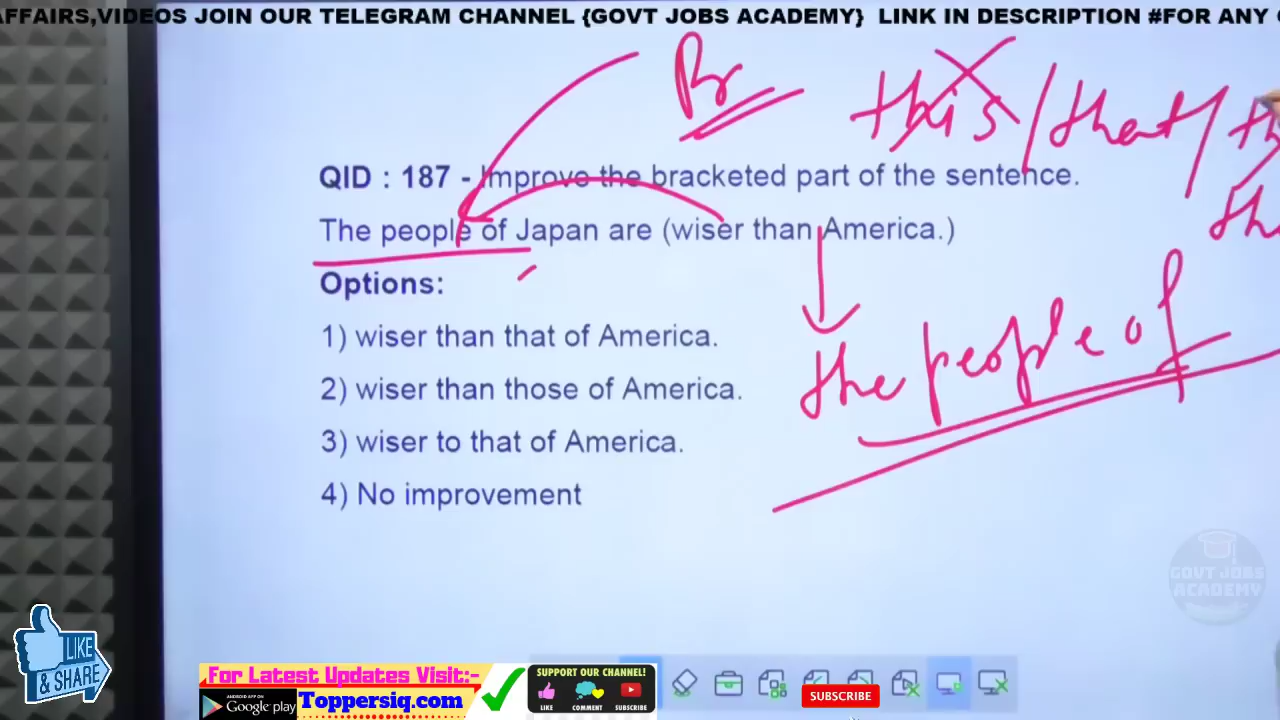 AFFAIRS,VIDEOS JOIN OUR TELEGRAM CHANNEL {GOVT JOBS ACADEMY} LINK IN DESCRIPTION #FOR ANY
this/that/
QID : 187 - Improve the bracketed part of the sentence.
The people of Japan are (wiser than America.)
Options:
1) wiser than that of America.
the people of
2) wiser than those of America.
3) wiser to that of America.
4) No improvement
GOVT JOBS
ACADEMY
LIKE
& SHARE
For Latest Updates Visit:-
ANDROID APP ON
Google play
Toppersiq.com
SUPPORT OUR CHANNEL!
LIKE COMMENT SUBSCRIBE
SUBSCRIBE